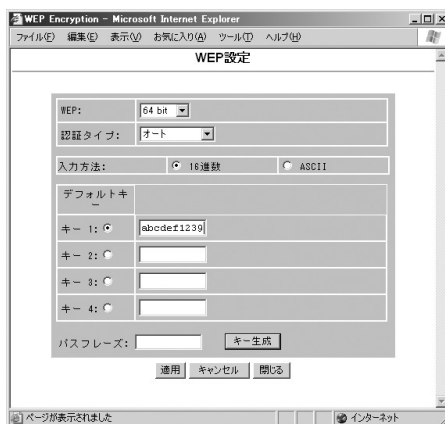 WEP Encryption - Microsoft Internet Explorer
ファイル(F) 編集(E) 表示(V) お気に入り(A) ツール(T) ヘルプ(H)
WEP設定
WEP: 64 bit
認証タイプ: オート
入力方法: 16進数 ASCII
デフォルトキ
ー
キー 1: abcdef1239
キー 2:
キー 3:
キー 4:
パスフレーズ: キー生成
適用 キャンセル 閉じる
ページが表示されました インターネット